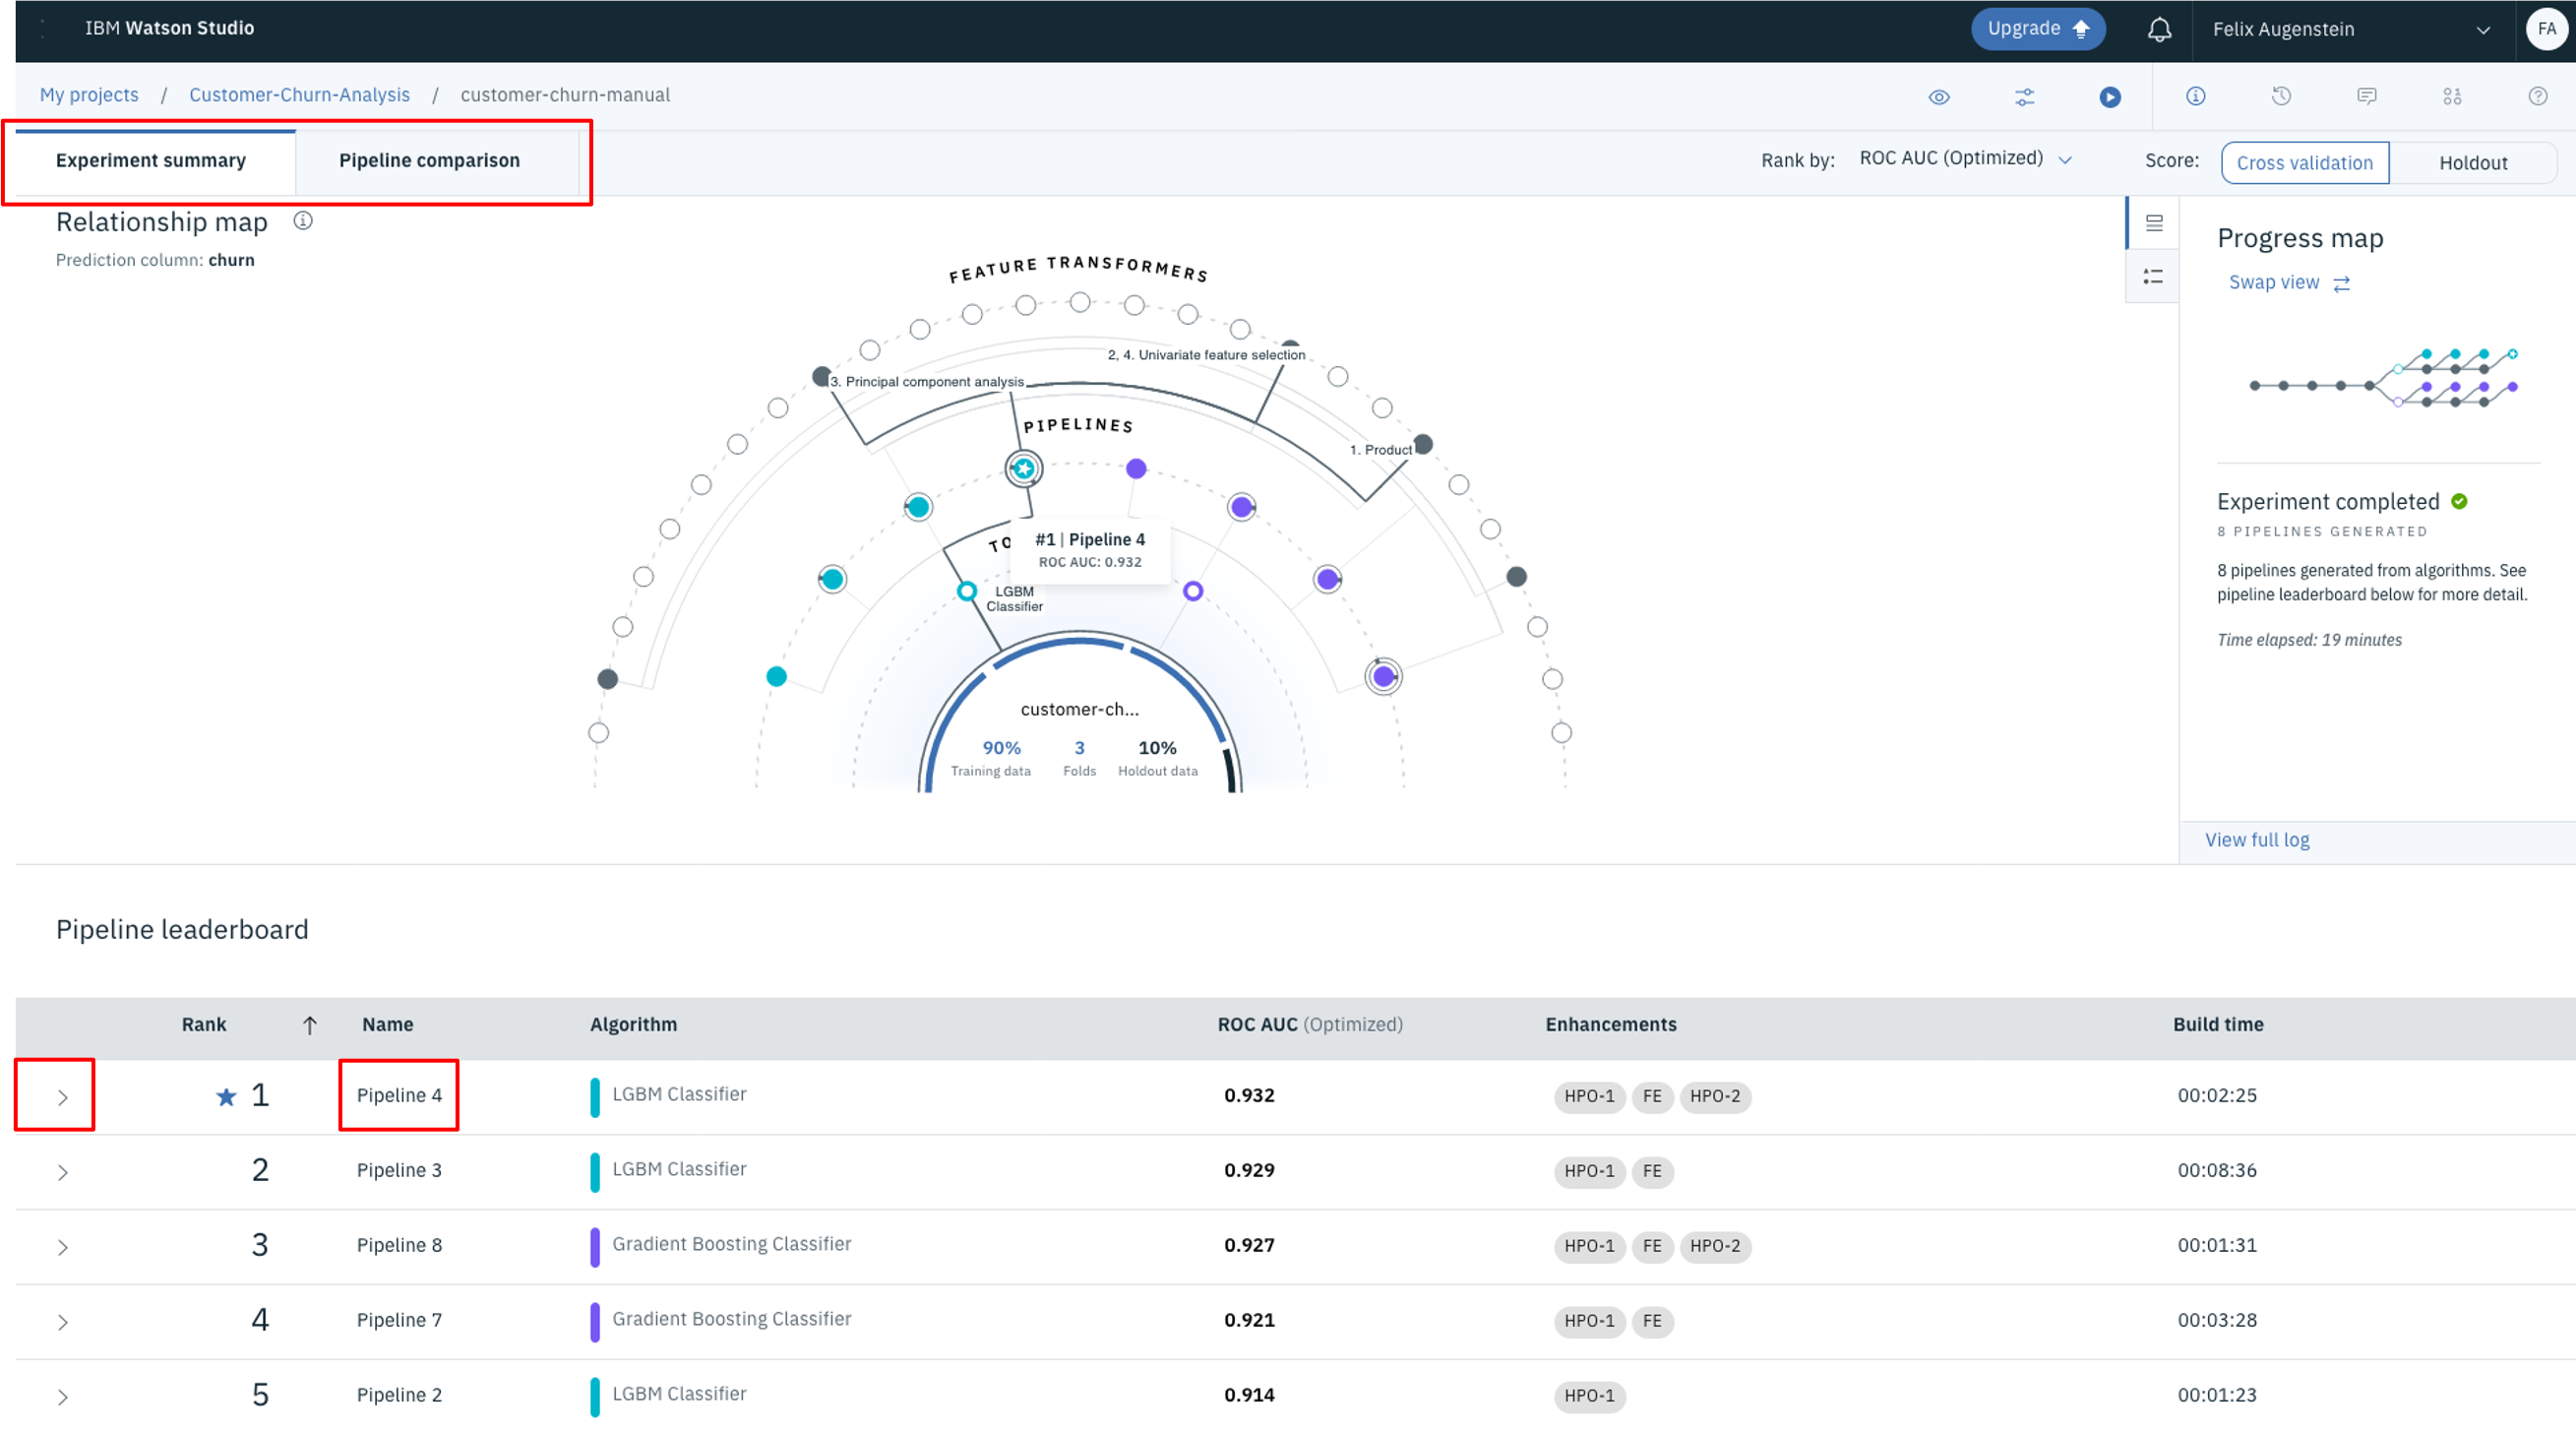 IBM Watson Studio
Upgrade
Felix Augenstein
FA
My projects / Customer-Churn-Analysis / customer-churn-manual
Experiment summary
Pipeline comparison
Rank by: ROC AUC (Optimized)
Score: Cross validation Holdout
Relationship map
Prediction column: churn
FEATURE TRANSFORMERS
2, 4. Univariate feature selection
3. Principal component analysis
PIPELINES
1. Product
TO
#1 | Pipeline 4
ROC AUC: 0.932
LGBM
Classifier
customer-ch...
90% 3 10%
Training data Folds Holdout data
Progress map
Swap view
Experiment completed
8 PIPELINES GENERATED
8 pipelines generated from algorithms. See
pipeline leaderboard below for more detail.
Time elapsed: 19 minutes
View full log
Pipeline leaderboard
Rank Name Algorithm ROC AUC (Optimized) Enhancements Build time
1 Pipeline 4 LGBM Classifier 0.932 HPO-1 FE HPO-2 00:02:25
2 Pipeline 3 LGBM Classifier 0.929 HPO-1 FE 00:08:36
3 Pipeline 8 Gradient Boosting Classifier 0.927 HPO-1 FE HPO-2 00:01:31
4 Pipeline 7 Gradient Boosting Classifier 0.921 HPO-1 FE 00:03:28
5 Pipeline 2 LGBM Classifier 0.914 HPO-1 00:01:23